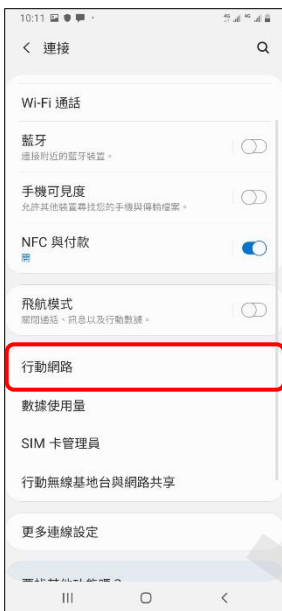 10:11
連接
Wi-Fi 通話
藍牙
連接附近的藍牙裝置。
手機可見度
允許其他裝置尋找您的手機與傳輸檔案。
NFC 與付款
開
飛航模式
關閉通話、訊息以及行動數據。
行動網路
數據使用量
SIM 卡管理員
行動無線基地台與網路共享
更多連線設定